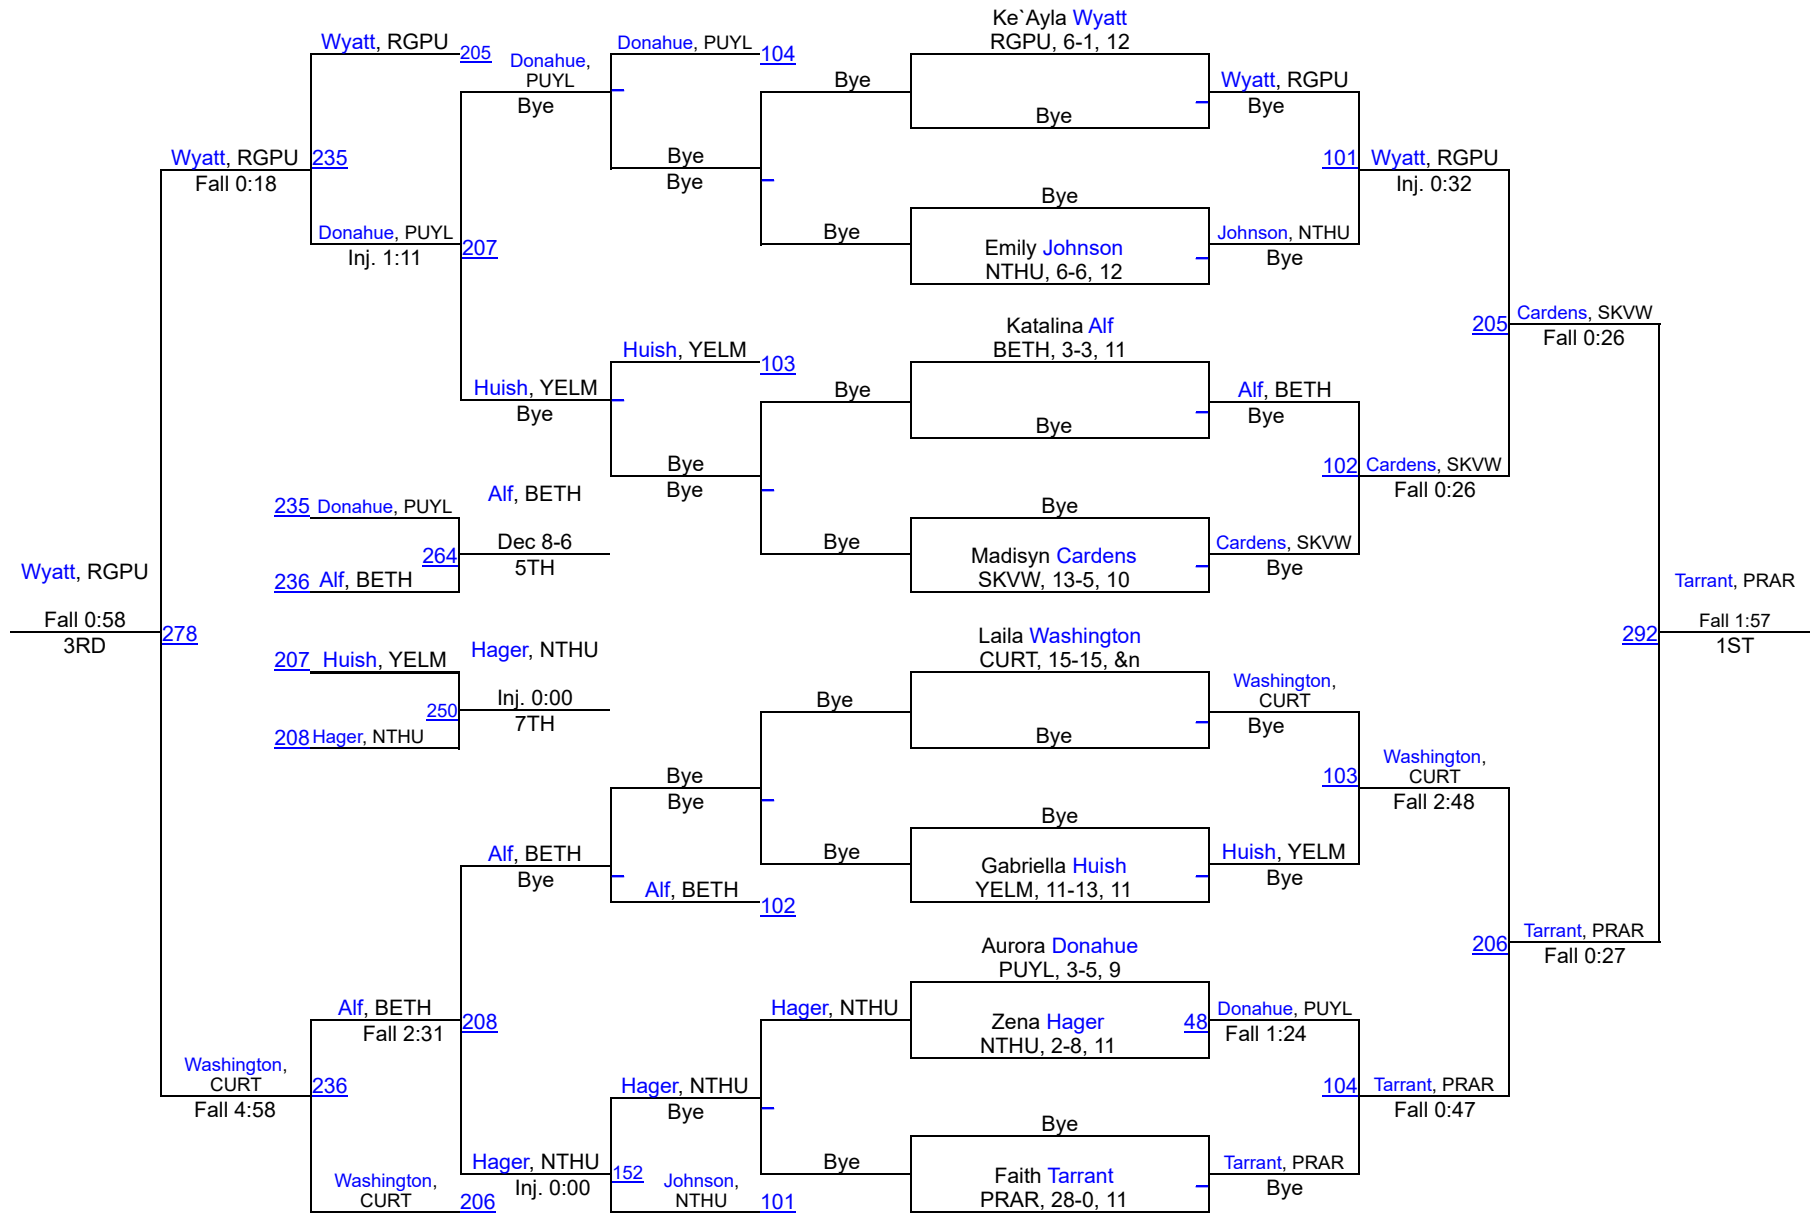 Ke`Ayla Wyatt
RGPU, 6-1, 12
Wyatt, RGPU
205
Donahue,
PUYL
Bye
Donahue, PUYL
104
Bye
Bye
Wyatt, RGPU
Bye
Wyatt, RGPU
Fall 0:18
235
Bye
Bye
101
Wyatt, RGPU
Inj. 0:32
Bye
Donahue, PUYL
Inj. 1:11
207
Bye
Emily Johnson
NTHU, 6-6, 12
Johnson, NTHU
Bye
Katalina Alf
BETH, 3-3, 11
205
Cardens, SKVW
Fall 0:26
Huish, YELM
103
Huish, YELM
Bye
Bye
Bye
Alf, BETH
Bye
Bye
Bye
102
Cardens, SKVW
Fall 0:26
235
Donahue, PUYL
Alf, BETH
264
Dec 8-6
5TH
236
Alf, BETH
Bye
Bye
Madisyn Cardens
SKVW, 13-5, 10
Cardens, SKVW
Bye
Wyatt, RGPU
Fall 0:58
3RD
278
Tarrant, PRAR
Fall 1:57
1ST
292
207
Huish, YELM
Hager, NTHU
250
Inj. 0:00
7TH
208
Hager, NTHU
Laila Washington
CURT, 15-15, &n
Bye
Bye
Washington,
CURT
Bye
Bye
Bye
103
Washington,
CURT
Fall 2:48
Bye
Alf, BETH
Bye
Bye
Gabriella Huish
YELM, 11-13, 11
Huish, YELM
Bye
Alf, BETH
102
Aurora Donahue
PUYL, 3-5, 9
206
Tarrant, PRAR
Fall 0:27
Alf, BETH
Fall 2:31
208
Hager, NTHU
Zena Hager
NTHU, 2-8, 11
48
Donahue, PUYL
Fall 1:24
Washington,
CURT
Fall 4:58
236
Hager, NTHU
Bye
104
Tarrant, PRAR
Fall 0:47
Bye
Hager, NTHU
Inj. 0:00
152
Bye
Faith Tarrant
PRAR, 28-0, 11
Tarrant, PRAR
Bye
Washington,
CURT
206
Johnson,
NTHU
101